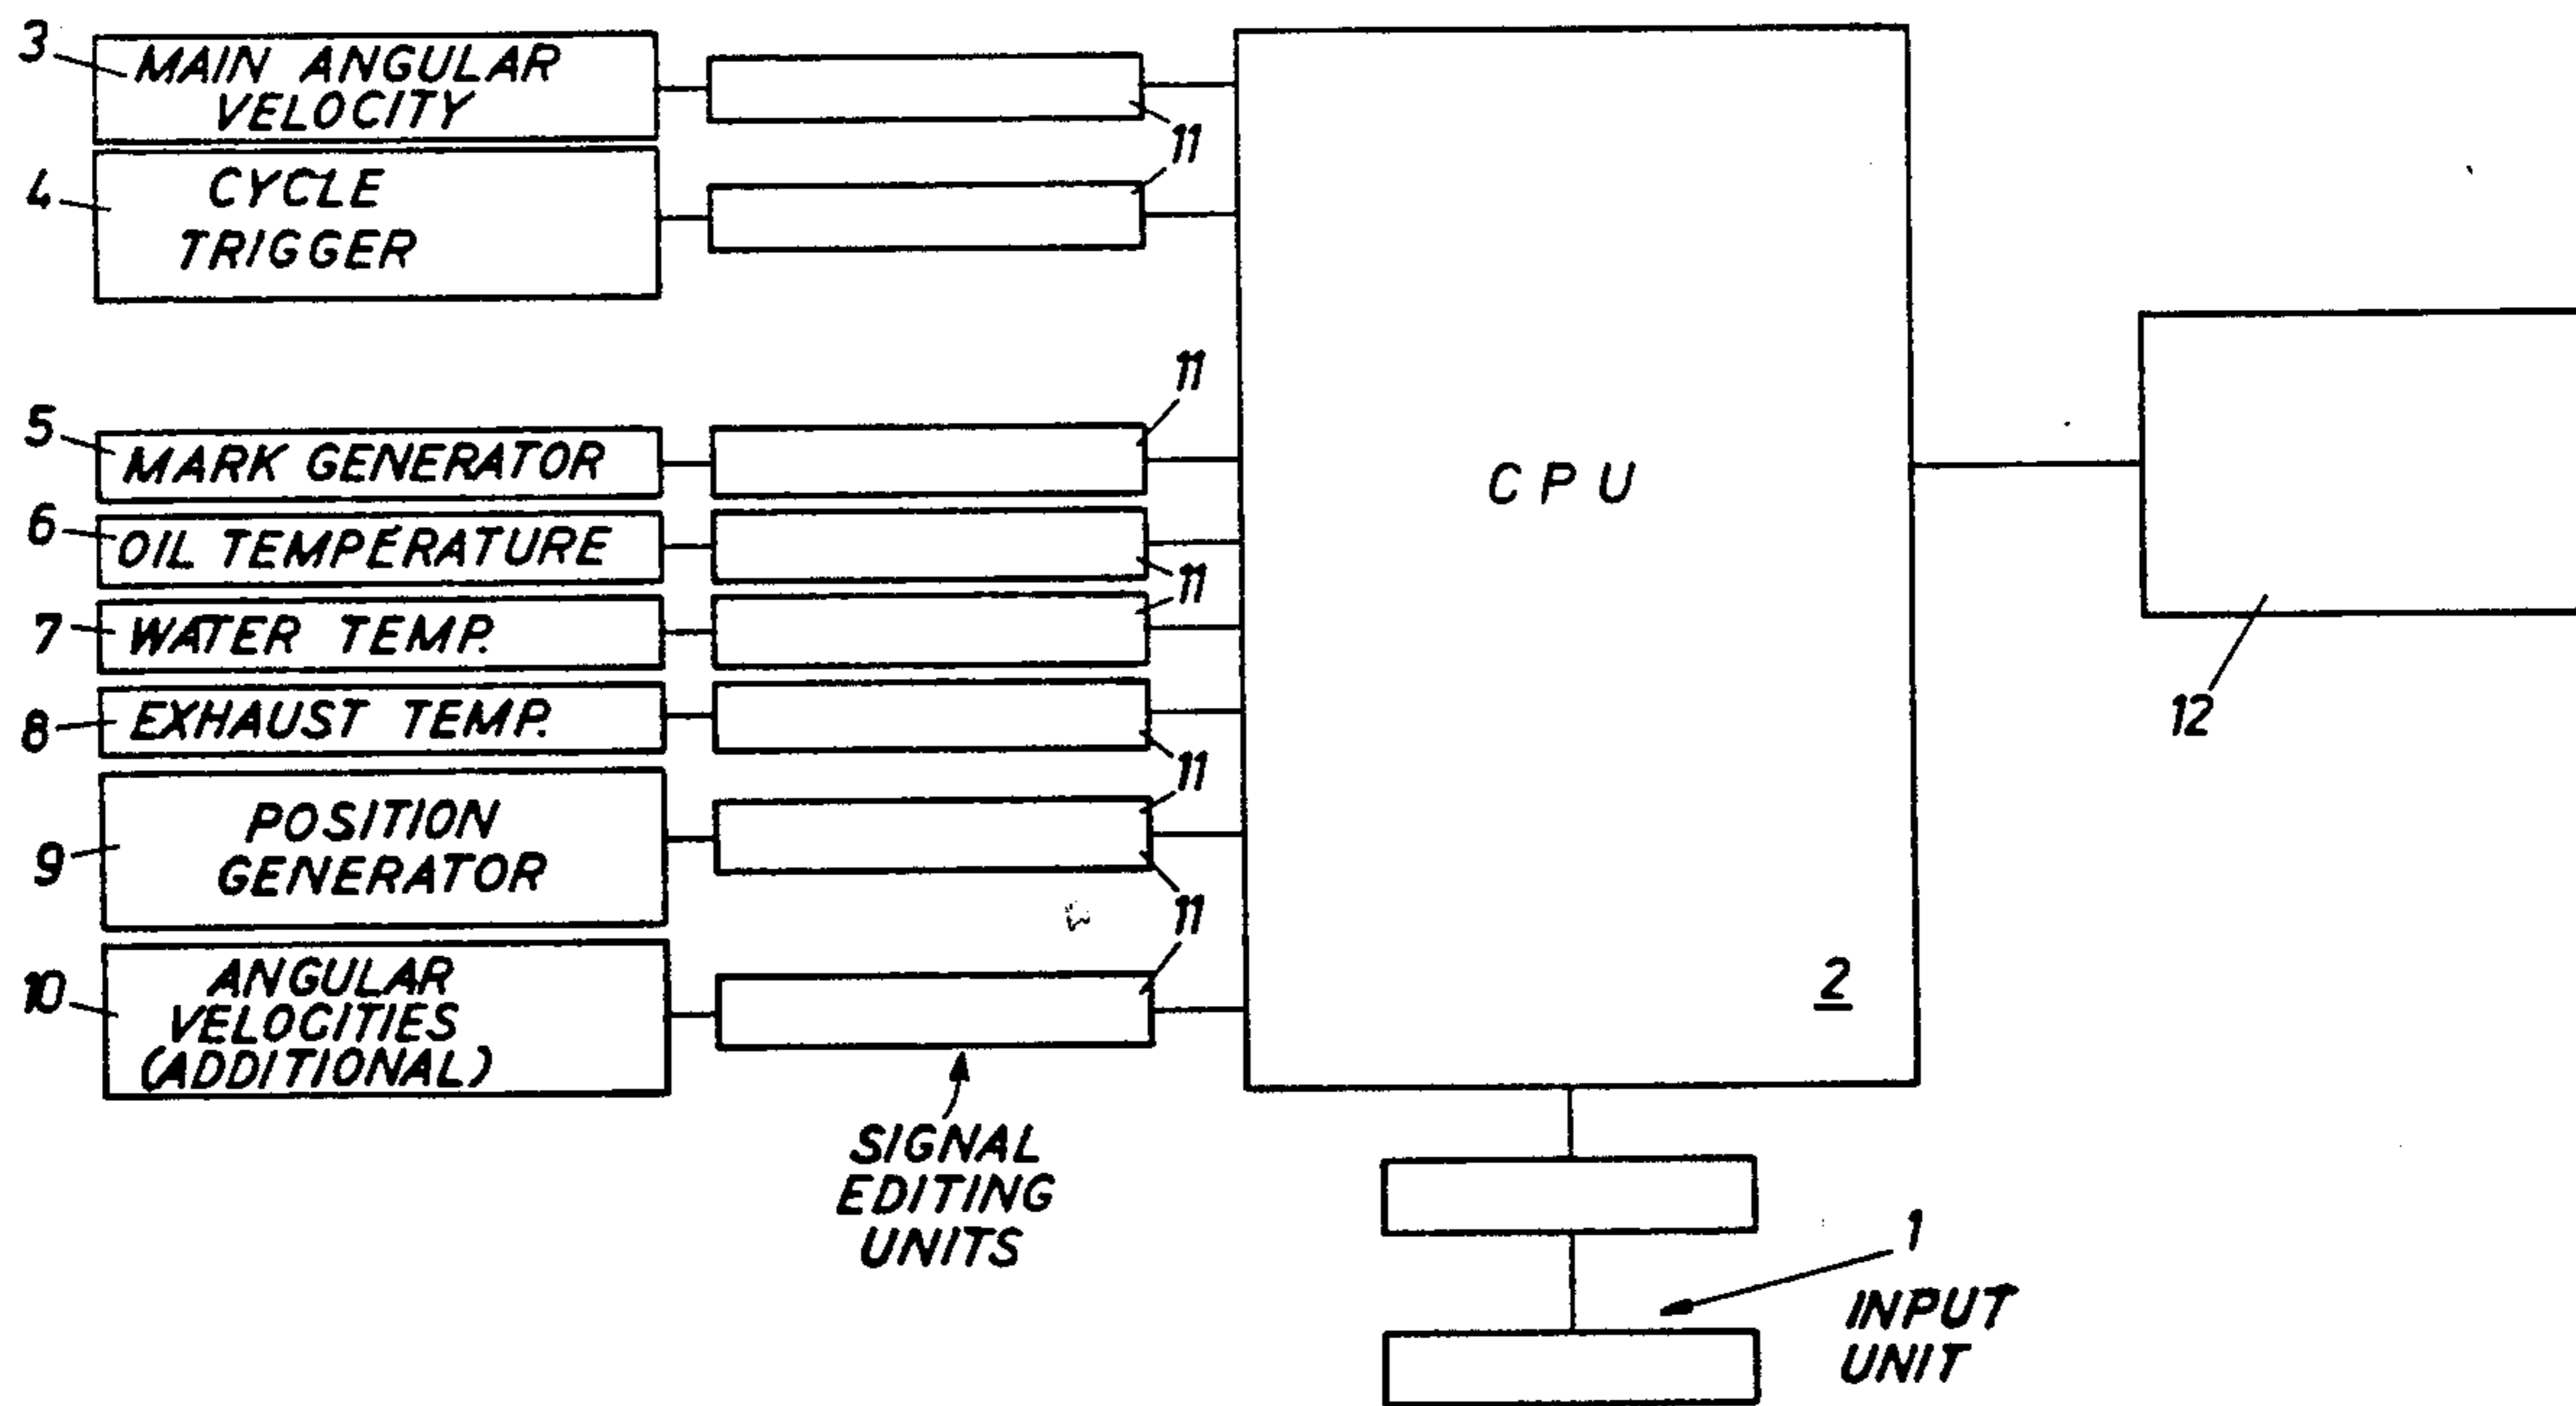 3
MAIN ANGULAR
VELOCITY
11
4
CYCLE
TRIGGER
11
5
MARK GENERATOR
6
OIL TEMPERATURE
11
7
WATER TEMP.
8
EXHAUST TEMP.
11
9
POSITION
GENERATOR
11
10
ANGULAR
VELOCITIES
(ADDITIONAL)
SIGNAL
EDITING
UNITS
CPU
2
12
1
INPUT
UNIT